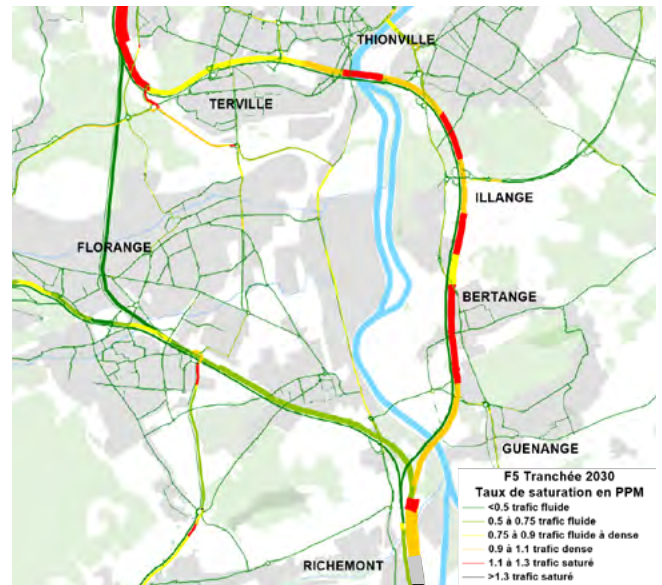 THIONVILLE
TERVILLE
ILLANGE
FLORANGE
BERTANGE
GUENANGE
RICHEMONT
F5 Tranchée 2030
Taux de saturation en PPM
<0.5 trafic fluide
0.5 à 0.75 trafic fluide
0.75 à 0.9 trafic fluide à dense
0.9 à 1.1 trafic dense
1.1 à 1.3 trafic saturé
>1.3 trafic saturé